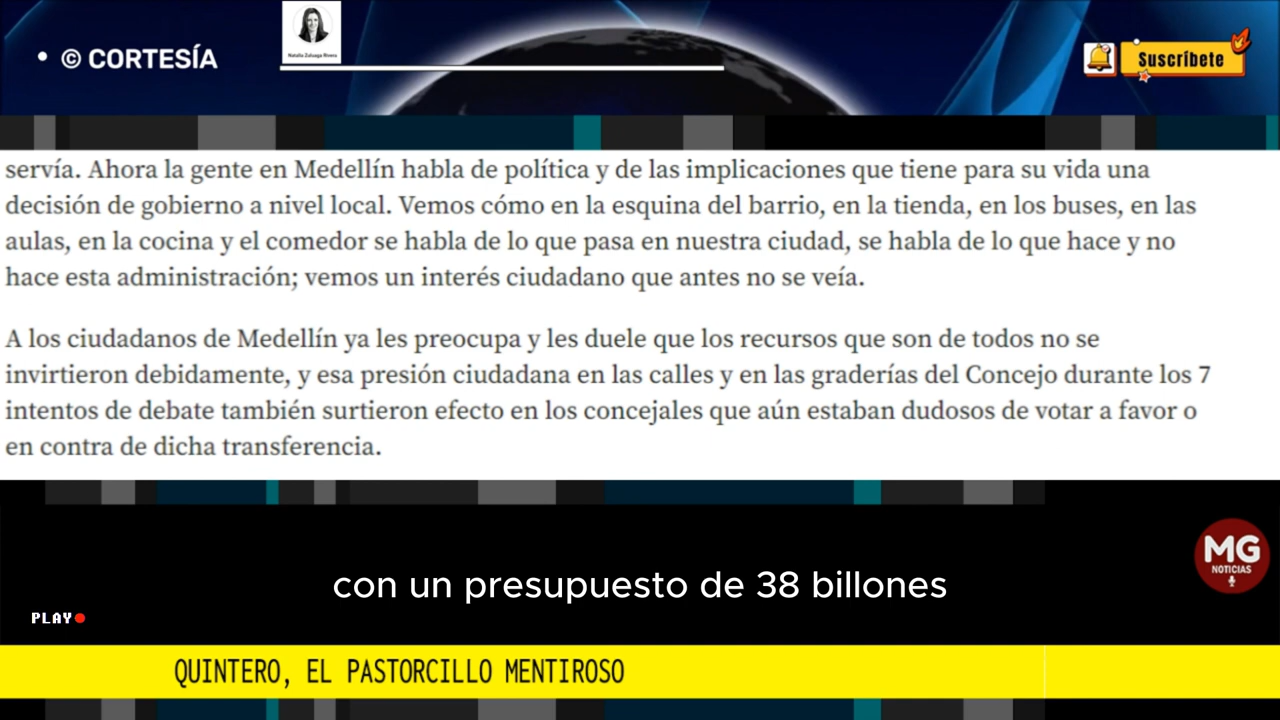 • © CORTESÍA
Natalia Zuluaga Rivera
Suscríbete
servía. Ahora la gente en Medellín habla de política y de las implicaciones que tiene para su vida una
decisión de gobierno a nivel local. Vemos cómo en la esquina del barrio, en la tienda, en los buses, en las
aulas, en la cocina y el comedor se habla de lo que pasa en nuestra ciudad, se habla de lo que hace y no
hace esta administración; vemos un interés ciudadano que antes no se veía.
A los ciudadanos de Medellín ya les preocupa y les duele que los recursos que son de todos no se
invirtieron debidamente, y esa presión ciudadana en las calles y en las graderías del Concejo durante los 7
intentos de debate también surtieron efecto en los concejales que aún estaban dudosos de votar a favor o
en contra de dicha transferencia.
MG
NOTICIAS
con un presupuesto de 38 billones
PLAY
QUINTERO, EL PASTORCILLO MENTIROSO